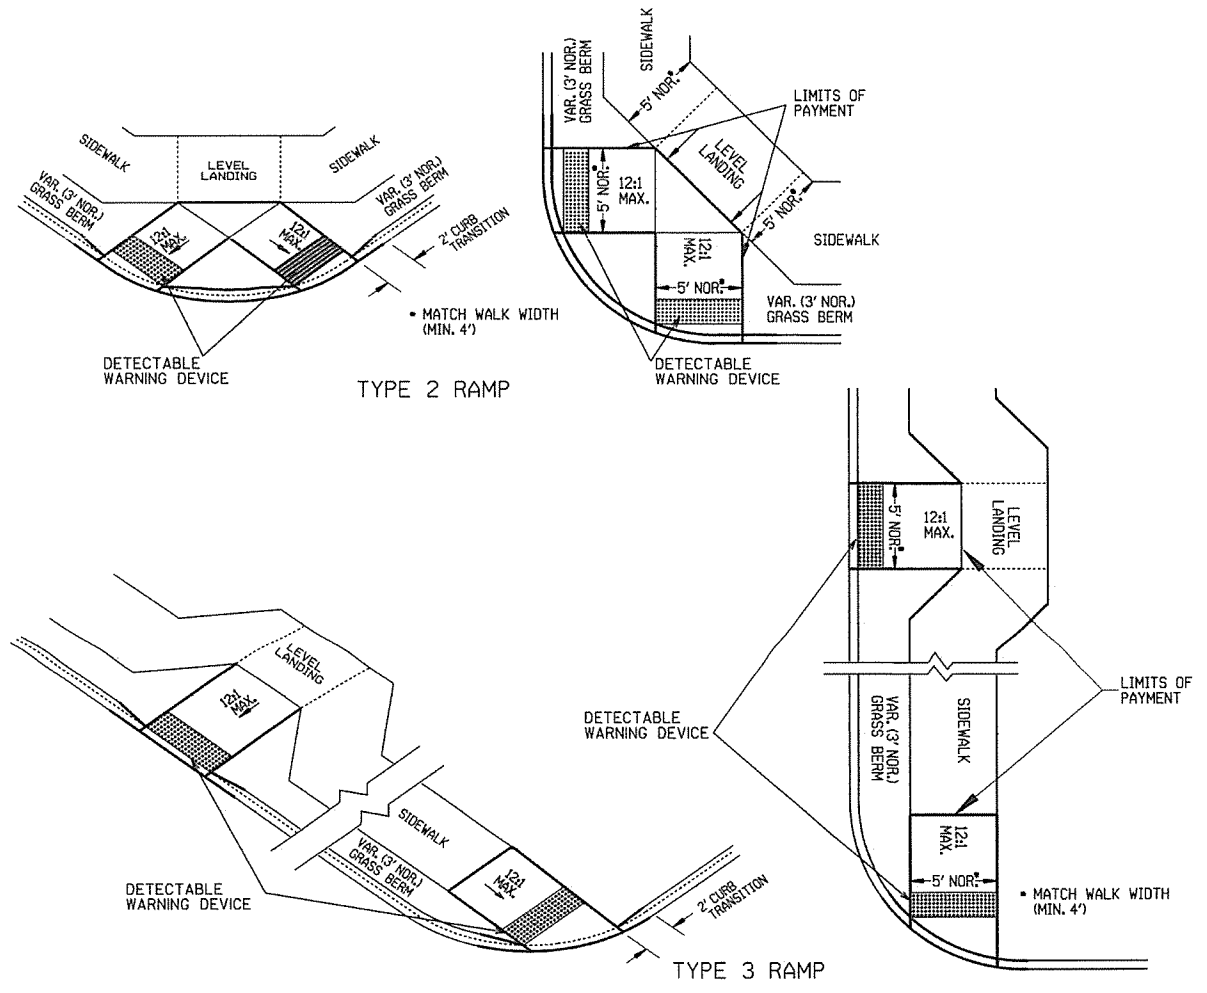 SIDEWALK
LEVEL
LANDING
SIDEWALK
VAR. (3' NOR.)
GRASS BERM
VAR. (3' NOR.)
GRASS BERM
12:1
MAX.
12:1
MAX.
2' CURB
TRANSITION
• MATCH WALK WIDTH
(MIN. 4')
DETECTABLE
WARNING DEVICE
VAR. (3' NOR.)
GRASS BERM
SIDEWALK
5' NOR.•
LIMITS OF
PAYMENT
LEVEL
LANDING
5' NOR.•
12:1
MAX.
5' NOR.•
SIDEWALK
12:1
MAX.
5' NOR.•
VAR. (3' NOR.)
GRASS BERM
DETECTABLE
WARNING DEVICE
TYPE 2 RAMP
LEVEL
LANDING
12:1
MAX.
SIDEWALK
VAR. (3' NOR.)
GRASS BERM
12:1
MAX.
2' CURB
TRANSITION
DETECTABLE
WARNING DEVICE
5' NOR.•
12:1
MAX.
LEVEL
LANDING
DETECTABLE
WARNING DEVICE
LIMITS OF
PAYMENT
VAR. (3' NOR.)
GRASS BERM
SIDEWALK
12:1
MAX.
5' NOR.•
• MATCH WALK WIDTH
(MIN. 4')
TYPE 3 RAMP